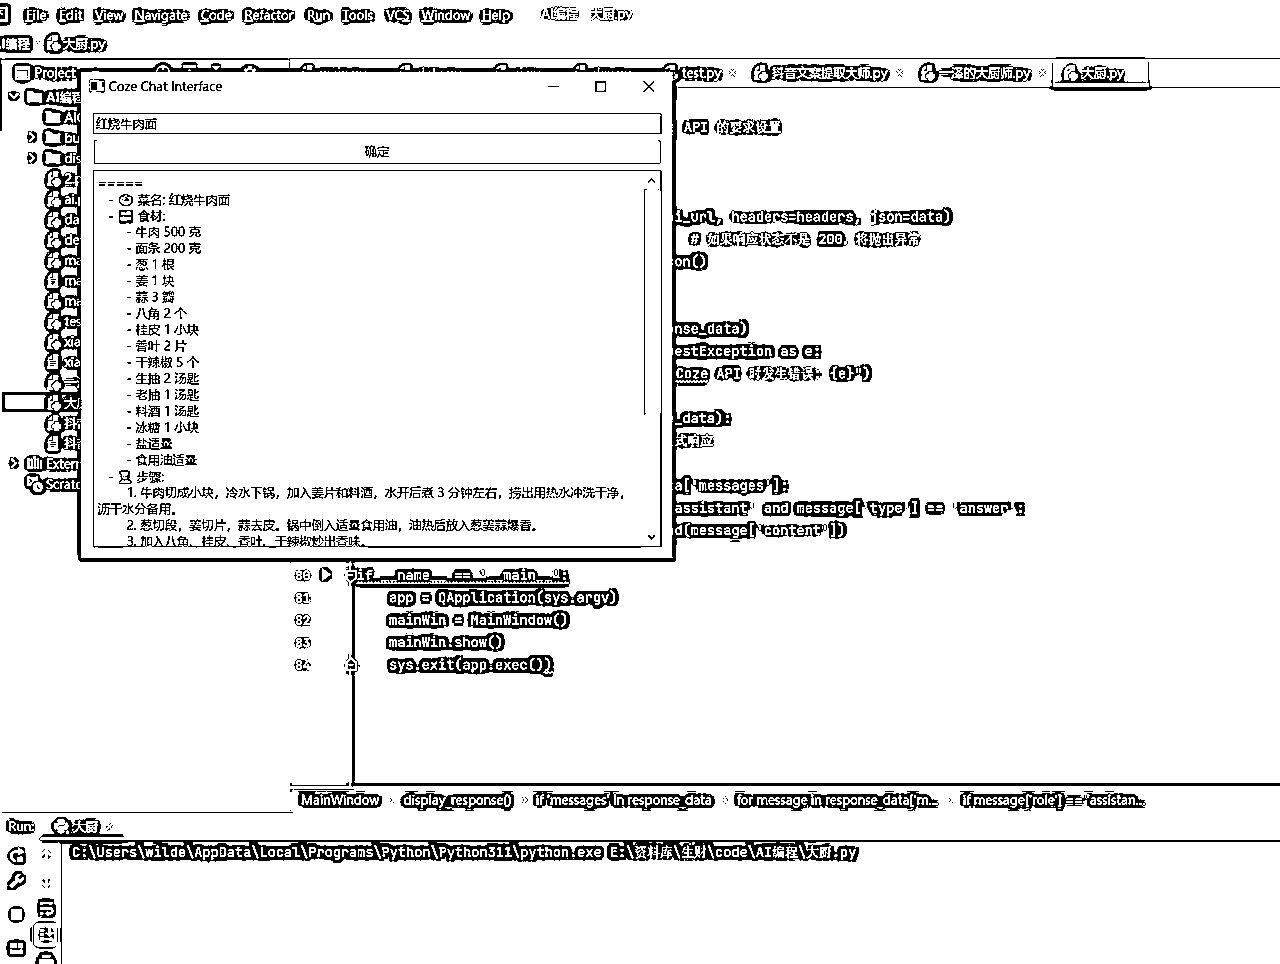 File Edit View Navigate Code Refactor Run Tools VCS Window Help AI编程 大厨.py
AI编程 大厨.py
Project
test.py 抖音文案提取大师.py 一泽的大厨师.py 大厨.py
Coze Chat Interface
红烧牛肉面
确定
=====
- 菜名: 红烧牛肉面
- 食材:
- 牛肉 500 克
- 面条 200 克
- 葱 1 根
- 姜 1 块
- 蒜 3 瓣
- 八角 2 个
- 桂皮 1 小块
- 香叶 2 片
- 干辣椒 5 个
- 生抽 2 汤匙
- 老抽 1 汤匙
- 料酒 1 汤匙
- 冰糖 1 小块
- 盐适量
- 食用油适量
- 步骤:
1. 牛肉切成小块，冷水下锅，加入姜片和料酒，水开后煮 3 分钟左右，捞出用热水冲洗干净，
沥干水分备用。
2. 葱切段，姜切片，蒜去皮。锅中倒入适量食用油，油热后放入葱姜蒜爆香。
3. 加入八角、桂皮、香叶、干辣椒炒出香味。
API 的要求设置
i_url, headers=headers, json=data)
# 如果响应状态不是 200，将抛出异常
on()
nse_data)
estException as e:
Coze API 时发生错误: {e}")
_data):
式响应
a['messages']:
assistant' and message['type'] == 'answer':
d(message['content'])
Extern
Scratc
80 if __name__ == "__main__":
81 app = QApplication(sys.argv)
82 mainWin = MainWindow()
83 mainWin.show()
84 sys.exit(app.exec())
MainWindow display_response() if 'messages' in response_data for message in response_data['m... if message['role'] == 'assistan...
Run: 大厨
C:\Users\wilde\AppData\Local\Programs\Python\Python311\python.exe E:\资料库\生财\code\AI编程\大厨.py